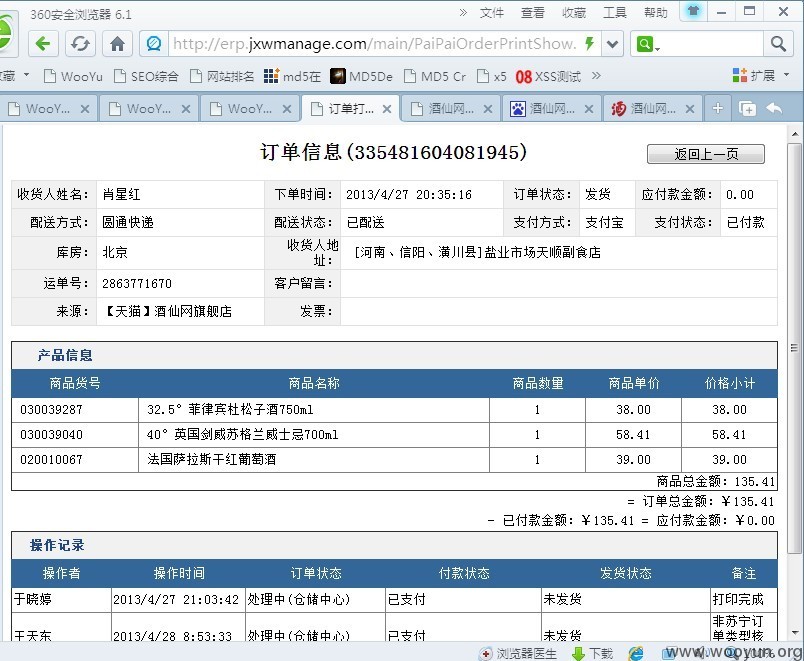 360安全浏览器 6.1
» 文件 查看 收藏 工具 帮助
http://erp.jxwmanage.com/main/PaiPaiOrderPrintShow.
藏 WooYu SEO综合 网站排名 md5在 MD5De MD5 Cr x5 08 XSS测试 » 扩展
WooY... WooY... WooY... 订单打... 酒仙网... 酒仙网... 酒仙网...
订单信息(335481604081945) 返回上一页
收货人姓名: 肖星红 下单时间: 2013/4/27 20:35:16 订单状态: 发货 应付款金额: 0.00
配送方式: 圆通快递 配送状态: 已配送 支付方式: 支付宝 支付状态: 已付款
库房: 北京 收货人地址: [河南、信阳、潢川县]盐业市场天顺副食店
运单号: 2863771670 客户留言:
来源: 【天猫】酒仙网旗舰店 发票:
产品信息
商品货号 商品名称 商品数量 商品单价 价格小计
030039287 32.5°菲律宾杜松子酒750ml 1 38.00 38.00
030039040 40°英国剑威苏格兰威士忌700ml 1 58.41 58.41
020010067 法国萨拉斯干红葡萄酒 1 39.00 39.00
商品总金额: 135.41
= 订单总金额: ￥135.41
- 已付款金额: ￥135.41 = 应付款金额: ￥0.00
操作记录
操作者 操作时间 订单状态 付款状态 发货状态 备注
于晓婷 2013/4/27 21:03:42 处理中(仓储中心) 已支付 未发货 打印完成
王天东 2013/4/28 8:53:33 处理中(仓储中心) 已支付 未发货 非苏宁订单类型核
浏览器医生 下载
www.wooyun.org